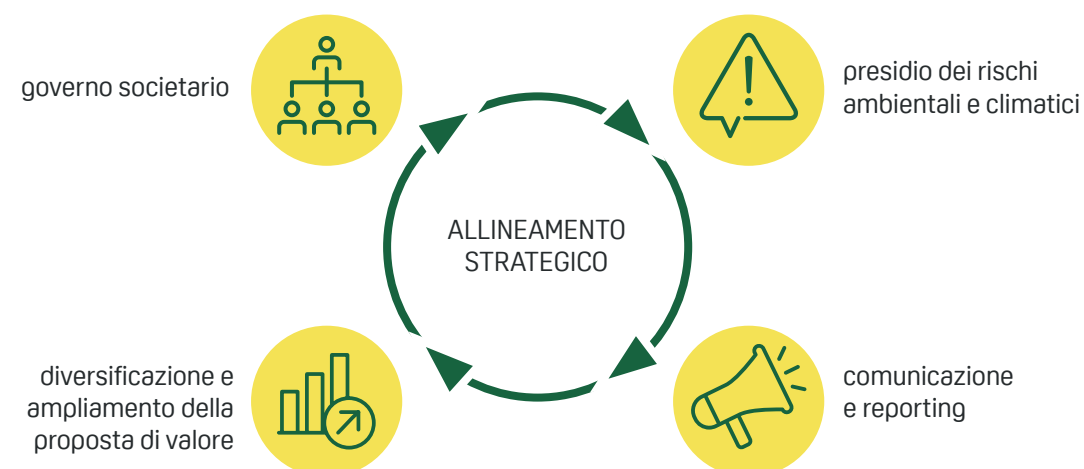 governo societario
presidio dei rischi
ambientali e climatici
ALLINEAMENTO
STRATEGICO
diversificazione e
ampliamento della
proposta di valore
comunicazione
e reporting